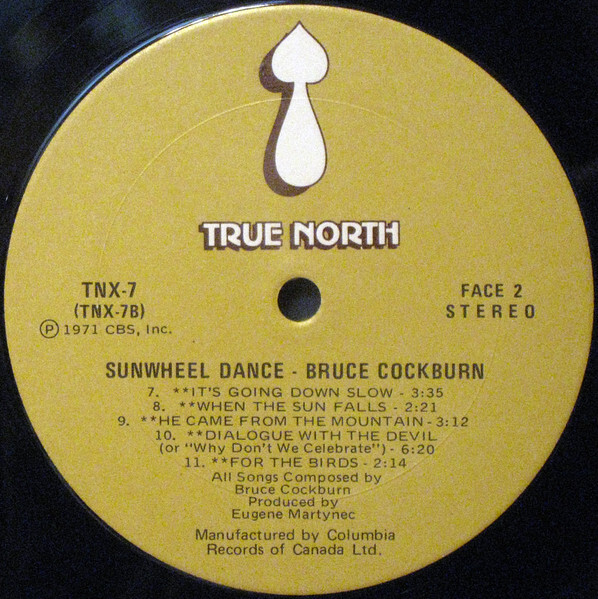 TRUE NORTH
TNX-7
(TNX-7B)
Ⓟ 1971 CBS, Inc.
FACE 2
STEREO
SUNWHEEL DANCE - BRUCE COCKBURN
7. **IT'S GOING DOWN SLOW - 3:35
8. **WHEN THE SUN FALLS - 2:21
9. **HE CAME FROM THE MOUNTAIN - 3:12
10. **DIALOGUE WITH THE DEVIL
(or "Why Don't We Celebrate") - 6:20
11. **FOR THE BIRDS - 2:14
All Songs Composed by
Bruce Cockburn
Produced by
Eugene Martynec
Manufactured by Columbia
Records of Canada Ltd.